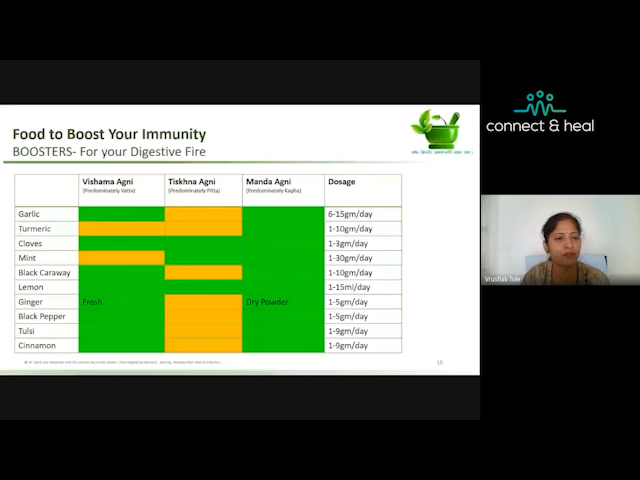 Food to Boost Your Immunity
BOOSTERS- For your Digestive Fire
connect & heal
Vishama Agni Tiskhna Agni Manda Agni Dosage
(Predominately Vatta) (Predominately Pitta) (Predominately Kapha)
Garlic 6-15gm/day
Turmeric 1-10gm/day
Cloves 1-3gm/day
Mint 1-30gm/day
Black Caraway 1-10gm/day
Lemon 1-15ml/day
Ginger Fresh Dry Powder 1-5gm/day
Black Pepper 1-5gm/day
Tulsi 1-9gm/day
Cinnamon 1-9gm/day
15
Vrushali Tule